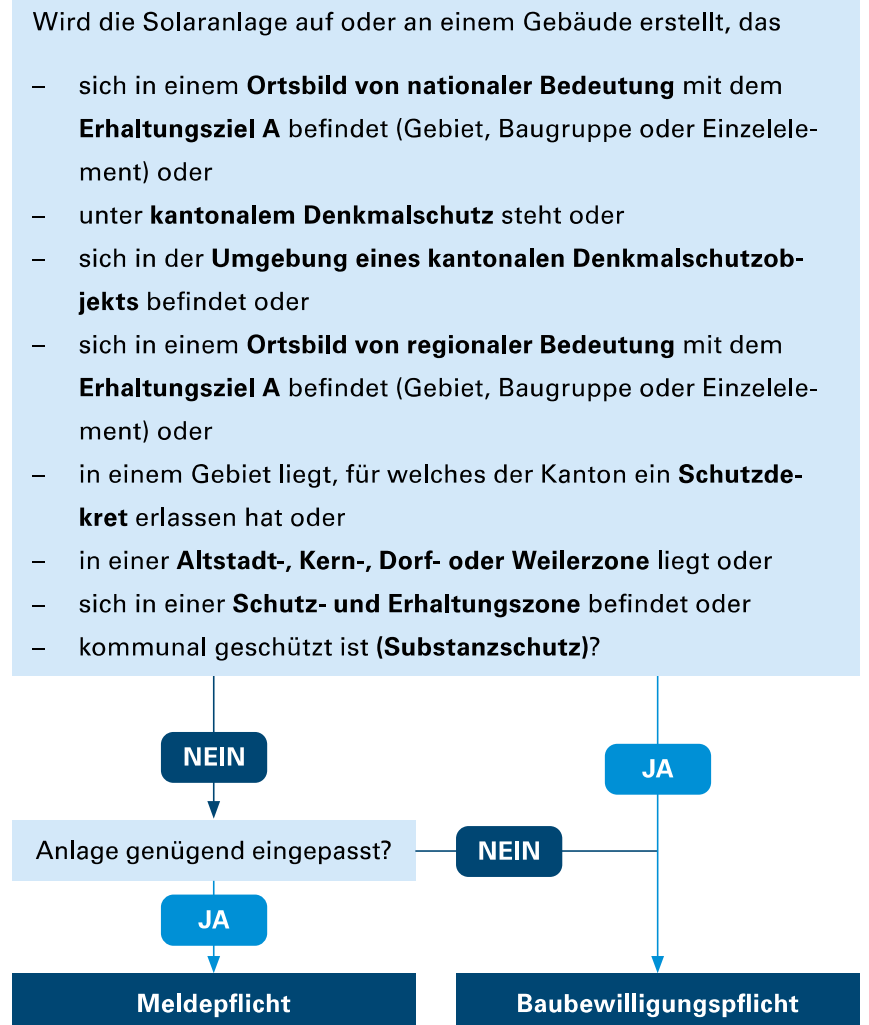 Wird die Solaranlage auf oder an einem Gebäude erstellt, das
– sich in einem Ortsbild von nationaler Bedeutung mit dem
Erhaltungsziel A befindet (Gebiet, Baugruppe oder Einzelele-
ment) oder
– unter kantonalem Denkmalschutz steht oder
– sich in der Umgebung eines kantonalen Denkmalschutzob-
jekts befindet oder
– sich in einem Ortsbild von regionaler Bedeutung mit dem
Erhaltungsziel A befindet (Gebiet, Baugruppe oder Einzelele-
ment) oder
– in einem Gebiet liegt, für welches der Kanton ein Schutzde-
kret erlassen hat oder
– in einer Altstadt-, Kern-, Dorf- oder Weilerzone liegt oder
– sich in einer Schutz- und Erhaltungszone befindet oder
– kommunal geschützt ist (Substanzschutz)?
NEIN
JA
Anlage genügend eingepasst?
NEIN
JA
Meldepflicht
Baubewilligungspflicht